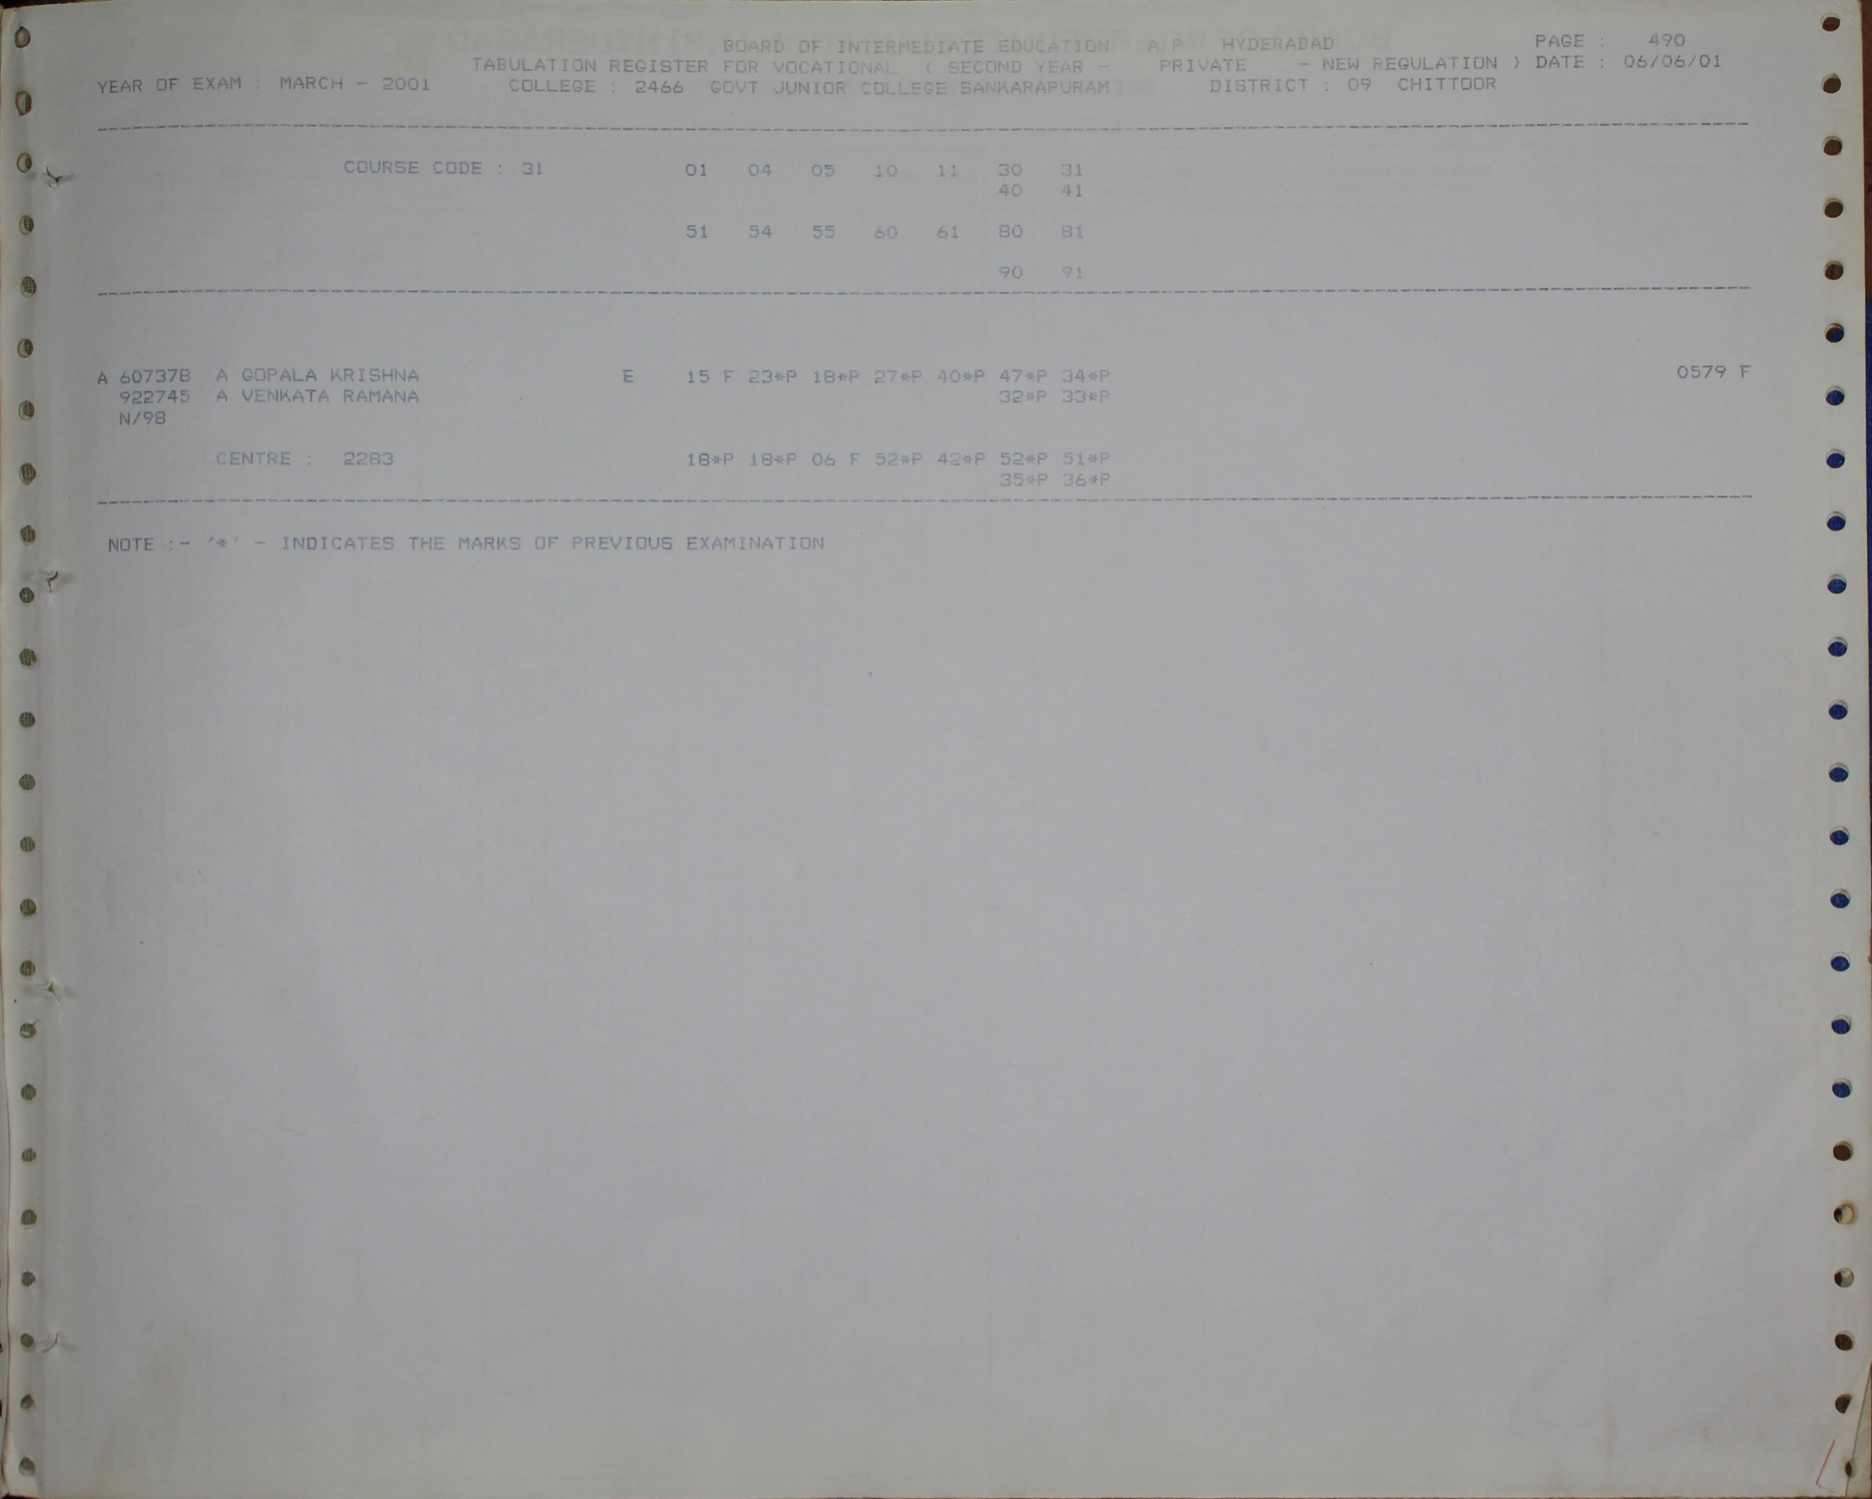 BOARD OF INTERMEDIATE EDUCATION A.P HYDERABAD PAGE : 490
TABULATION REGISTER FOR VOCATIONAL ( SECOND YEAR - PRIVATE - NEW REGULATION ) DATE : 06/06/01
YEAR OF EXAM : MARCH - 2001 COLLEGE : 2466 GOVT JUNIOR COLLEGE SANKARAPURAM DISTRICT : 09 CHITTOOR
COURSE CODE : 31 01 04 05 10 11 30 31
40 41
51 54 55 60 61 80 81
90 91
A 607378 A GOPALA KRISHNA E 15 F 23*P 18*P 27*P 40*P 47*P 34*P 0579 F
922745 A VENKATA RAMANA 32*P 33*P
N/98
CENTRE : 2283 18*P 18*P 06 F 52*P 42*P 52*P 51*P
35*P 36*P
NOTE :- '*' - INDICATES THE MARKS OF PREVIOUS EXAMINATION